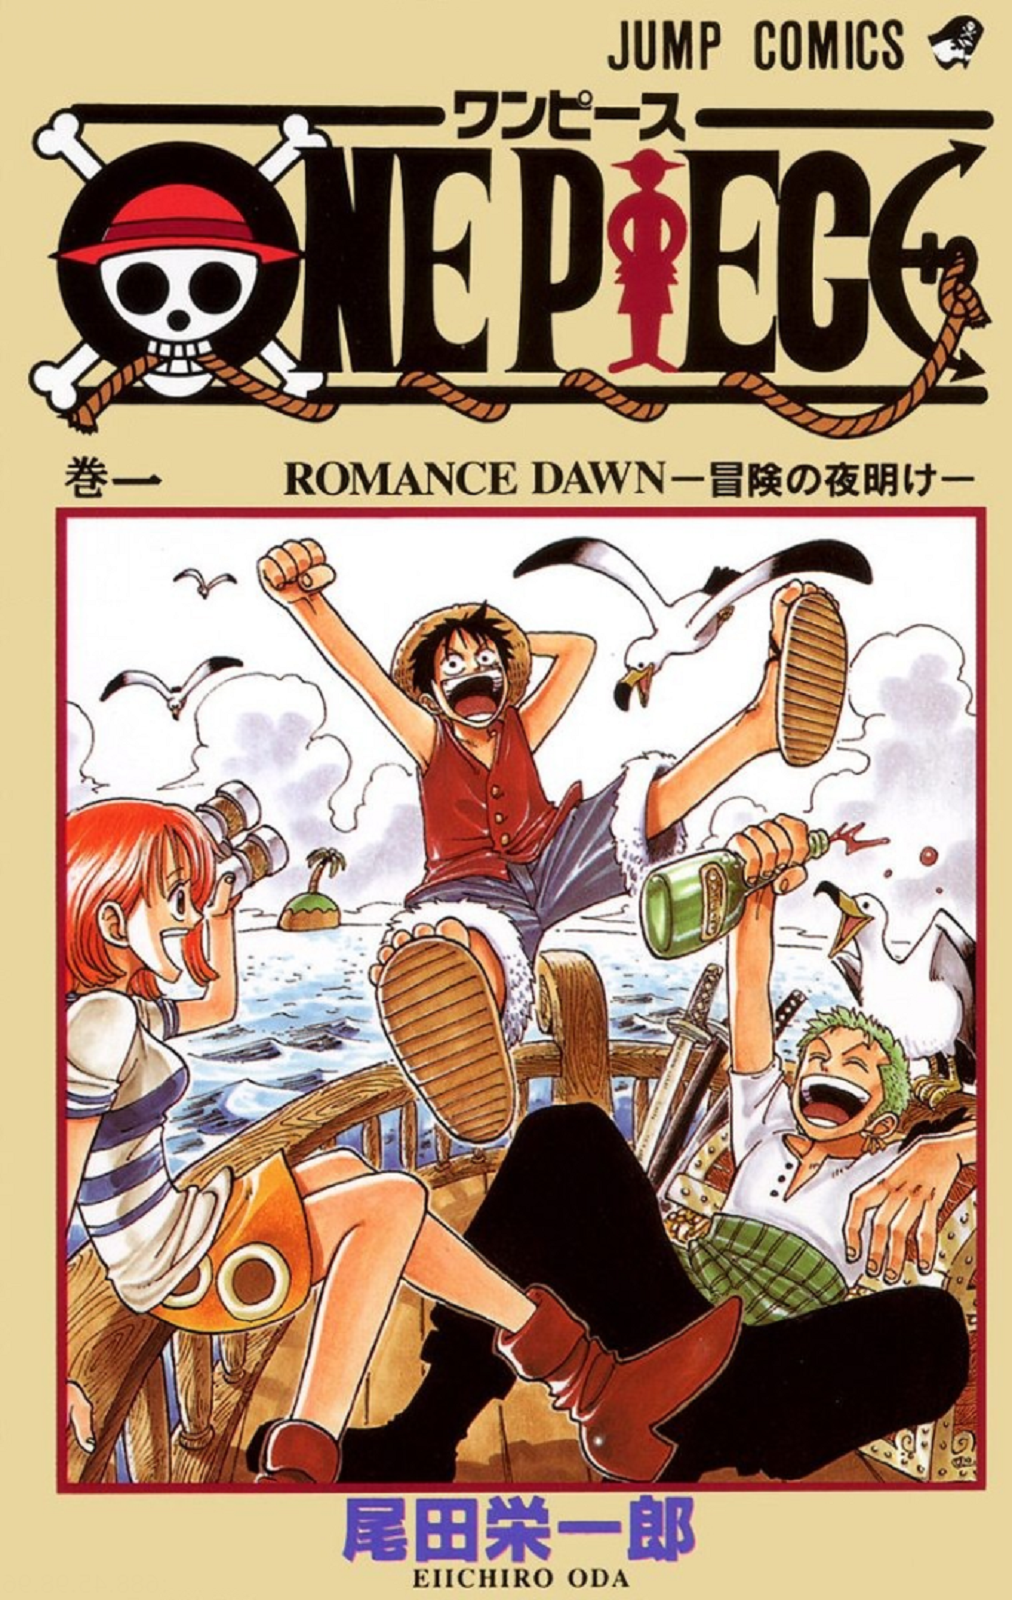 JUMP COMICS
ワンピース
ONE PIECE
巻一
ROMANCE DAWN—冒険の夜明け—
尾田栄一郎
EIICHIRO ODA